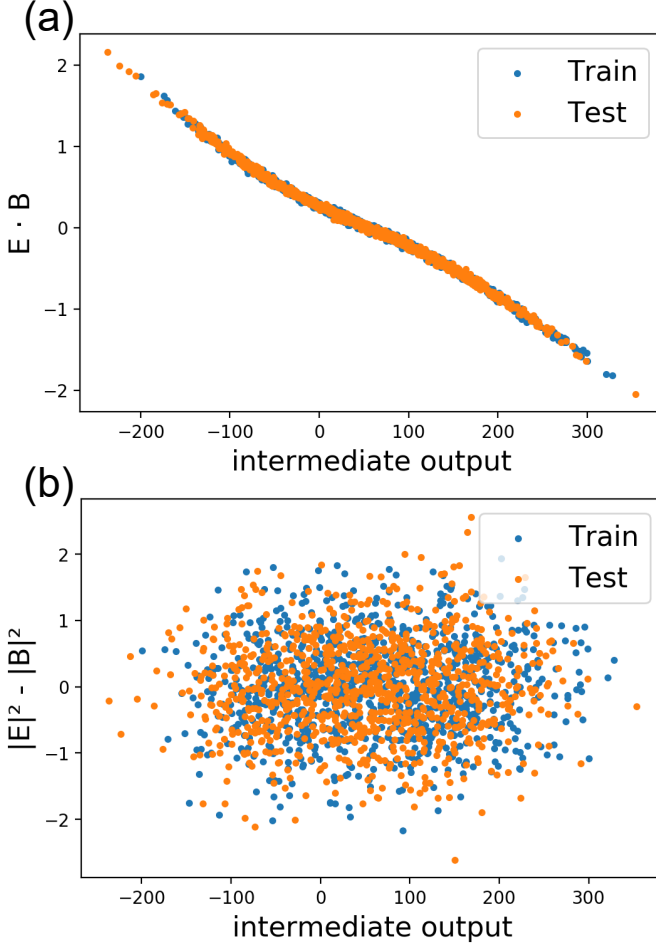 (a)
2
1
0
−1
−2
E · B
Train
Test
−200
−100
0
100
200
300
intermediate output
(b)
2
1
0
−1
−2
|E|² - |B|²
Train
Test
−200
−100
0
100
200
300
intermediate output